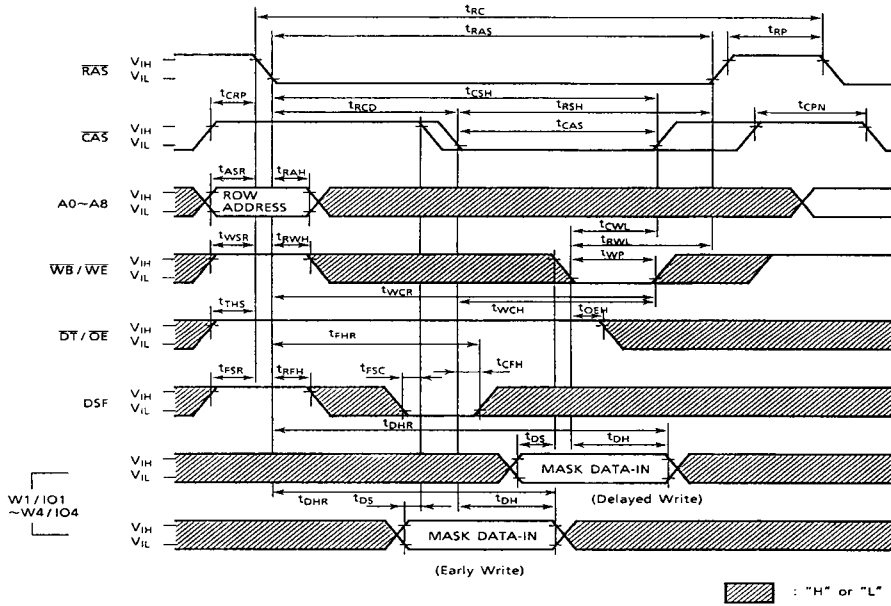 tRC
tRAS
tRP
RAS
VIH
VIL
tCRP
tCSH
tRCD
tRSH
tCPN
CAS
VIH
VIL
tCAS
tASR
tRAH
A0~A8
VIH
VIL
ROW
ADDRESS
tCWL
tRWL
tWSR
tRWH
tWP
WB/WE
VIH
VIL
tWCR
tWCH
tOEH
tTHS
DT/OE
VIH
VIL
tFHR
tFSR
tRFH
tFSC
tCFH
DSF
VIH
VIL
tDHR
tDS
tDH
VIH
VIL
MASK DATA-IN
W1/IO1
~W4/IO4
tDHR
tDS
tDH
(Delayed Write)
VIH
VIL
MASK DATA-IN
(Early Write)
: "H" or "L"